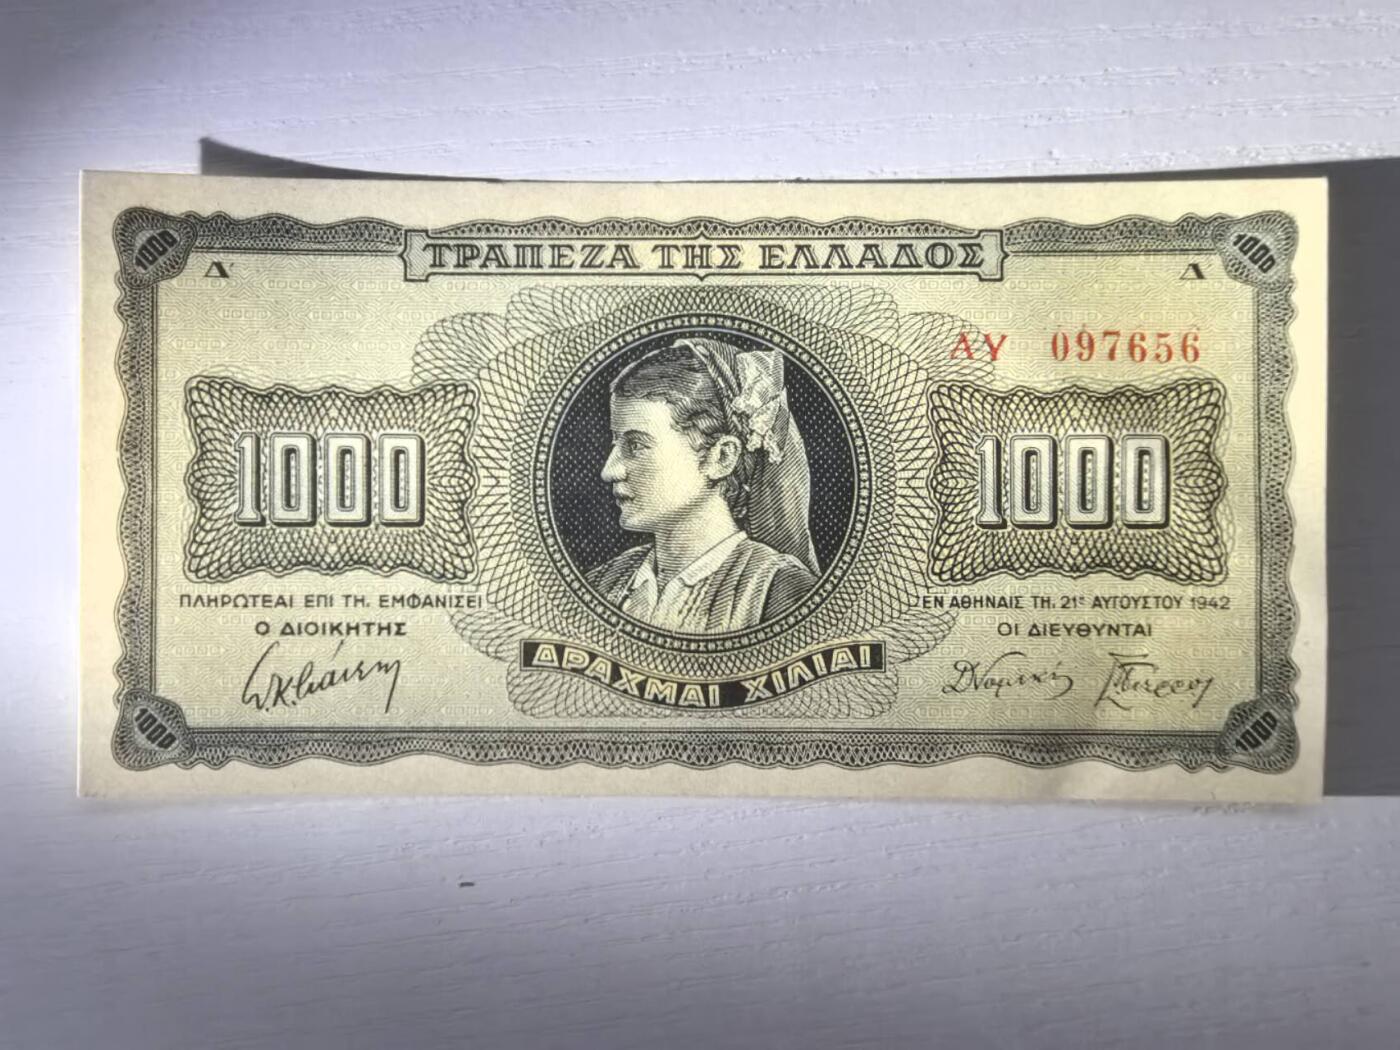 ΤΡΑΠΕΖΑ ΤΗΣ ΕΛΛΑΔΟΣ
1000
1000
Λ
Λ
ΑΥ 097656
1000
1000
ΠΛΗΡΩΤΕΑΙ ΕΠΙ ΤΗ. ΕΜΦΑΝΙΣΕΙ
ΕΝ ΑΘΗΝΑΙΣ ΤΗ. 21ῃ ΑΥΓΟΥΣΤΟΥ 1942
Ο ΔΙΟΙΚΗΤΗΣ
ΟΙ ΔΙΕΥΘΥΝΤΑΙ
ΔΡΑΧΜΑΙ ΧΙΛΙΑΙ
1000
1000